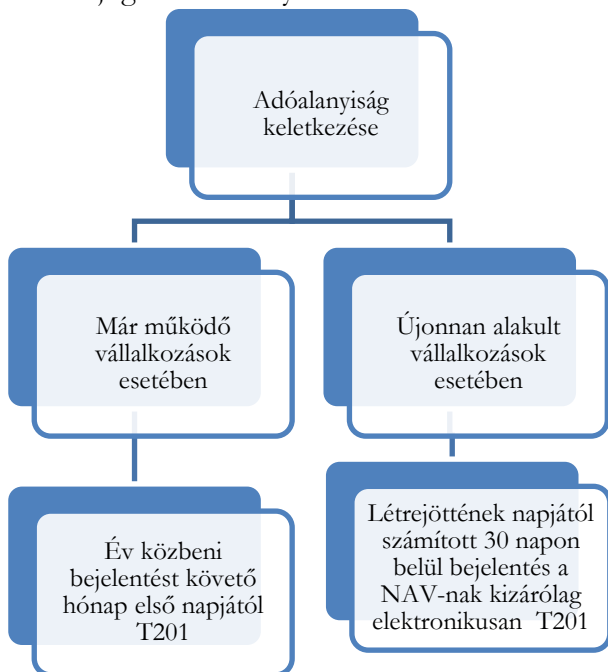 Adóalanyiság
keletkezése
Már működő
vállalkozások
esetében
Újonnan alakult
vállalkozások
esetében
Év közbeni
bejelentést követő
hónap első napjától
T201
Létrejöttének napjától
számított 30 napon
belül bejelentés a
NAV-nak kizárólag
elektronikusan T201